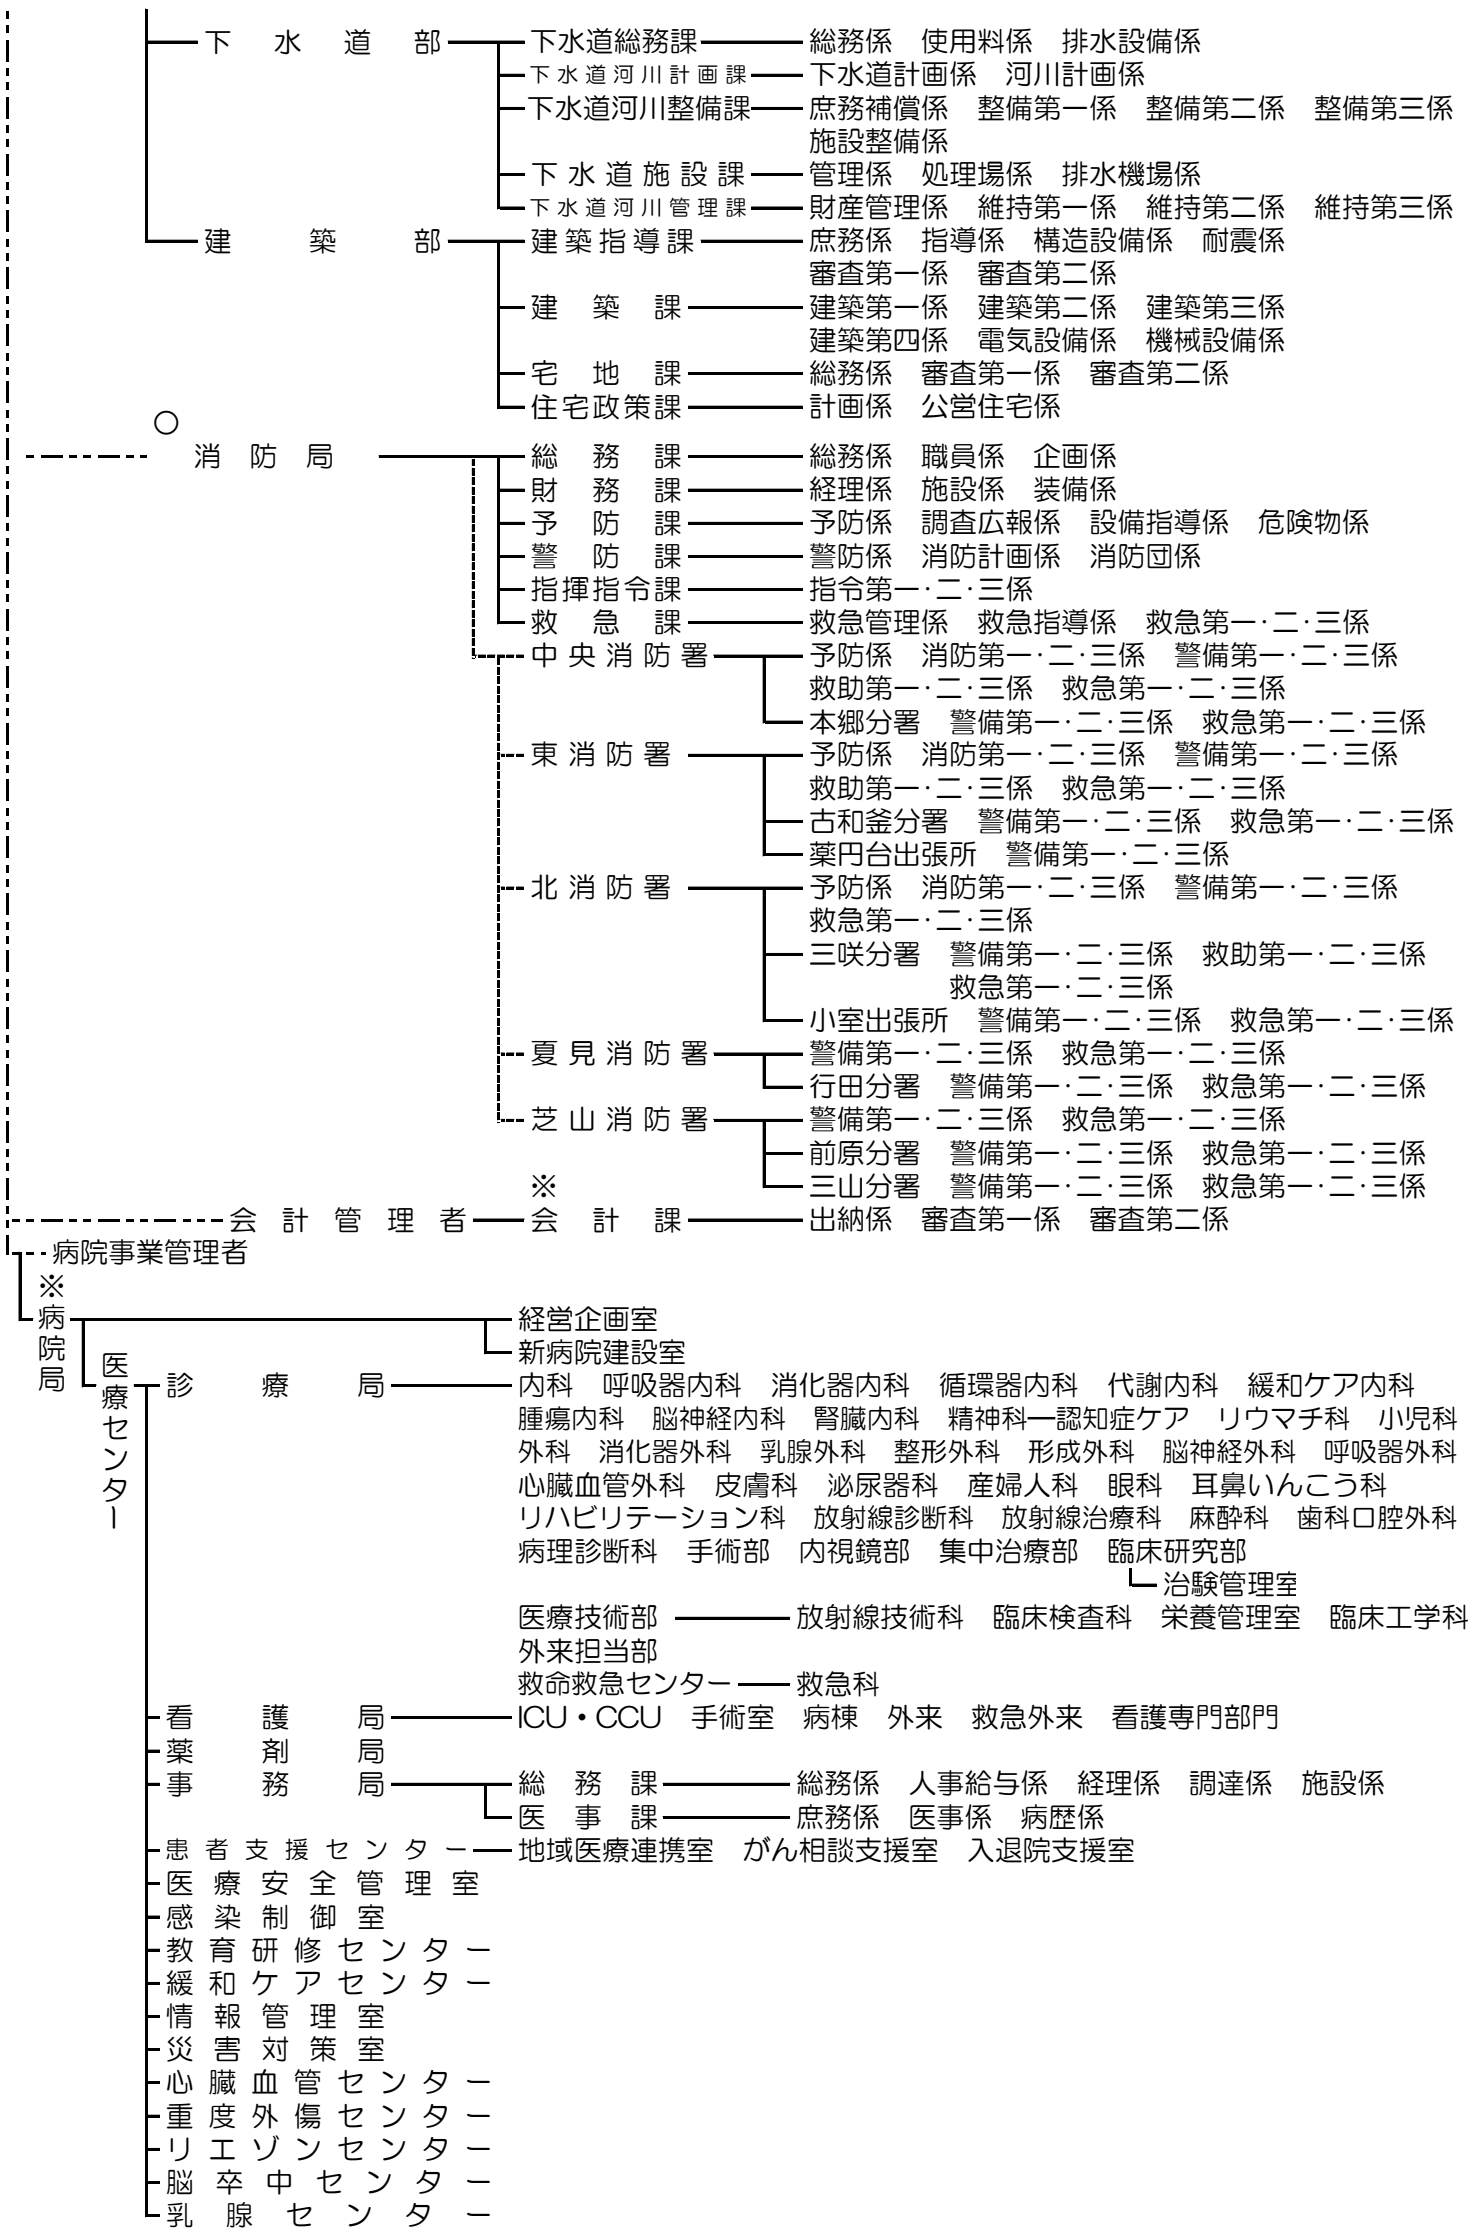 下水道部 下水道総務課 総務係 使用料係 排水設備係
下水道河川計画課 下水道計画係 河川計画係
下水道河川整備課 庶務補償係 整備第一係 整備第二係 整備第三係
施設整備係
下水道施設課 管理係 処理場係 排水機場係
下水道河川管理課 財産管理係 維持第一係 維持第二係 維持第三係
建築部 建築指導課 庶務係 指導係 構造設備係 耐震係
審査第一係 審査第二係
建築課 建築第一係 建築第二係 建築第三係
建築第四係 電気設備係 機械設備係
宅地課 総務係 審査第一係 審査第二係
住宅政策課 計画係 公営住宅係
○
消防局 総務課 総務係 職員係 企画係
財務課 経理係 施設係 装備係
予防課 予防係 調査広報係 設備指導係 危険物係
警防課 警防係 消防計画係 消防団係
指揮指令課 指令第一・二・三係
救急課 救急管理係 救急指導係 救急第一・二・三係
中央消防署 予防係 消防第一・二・三係 警備第一・二・三係
救助第一・二・三係 救急第一・二・三係
本郷分署 警備第一・二・三係 救急第一・二・三係
東消防署 予防係 消防第一・二・三係 警備第一・二・三係
救助第一・二・三係 救急第一・二・三係
古和釜分署 警備第一・二・三係 救急第一・二・三係
薬円台出張所 警備第一・二・三係
北消防署 予防係 消防第一・二・三係 警備第一・二・三係
救急第一・二・三係
三咲分署 警備第一・二・三係 救助第一・二・三係
救急第一・二・三係
小室出張所 警備第一・二・三係 救急第一・二・三係
夏見消防署 警備第一・二・三係 救急第一・二・三係
行田分署 警備第一・二・三係 救急第一・二・三係
芝山消防署 警備第一・二・三係 救急第一・二・三係
前原分署 警備第一・二・三係 救急第一・二・三係
※ 三山分署 警備第一・二・三係 救急第一・二・三係
会計管理者 会計課 出納係 審査第一係 審査第二係
病院事業管理者
※病院局 経営企画室
新病院建設室
医療センター
診療局 内科 呼吸器内科 消化器内科 循環器内科 代謝内科 緩和ケア内科
腫瘍内科 脳神経内科 腎臓内科 精神科―認知症ケア リウマチ科 小児科
外科 消化器外科 乳腺外科 整形外科 形成外科 脳神経外科 呼吸器外科
心臓血管外科 皮膚科 泌尿器科 産婦人科 眼科 耳鼻いんこう科
リハビリテーション科 放射線診断科 放射線治療科 麻酔科 歯科口腔外科
病理診断科 手術部 内視鏡部 集中治療部 臨床研究部
治験管理室
医療技術部 放射線技術科 臨床検査科 栄養管理室 臨床工学科
外来担当部
救命救急センター 救急科
看護局 ICU・CCU 手術室 病棟 外来 救急外来 看護専門部門
薬剤局
事務局 総務課 総務係 人事給与係 経理係 調達係 施設係
医事課 庶務係 医事係 病歴係
患者支援センター 地域医療連携室 がん相談支援室 入退院支援室
医療安全管理室
感染制御室
教育研修センター
緩和ケアセンター
情報管理室
災害対策室
心臓血管センター
重度外傷センター
リエゾンセンター
脳卒中センター
乳腺センター